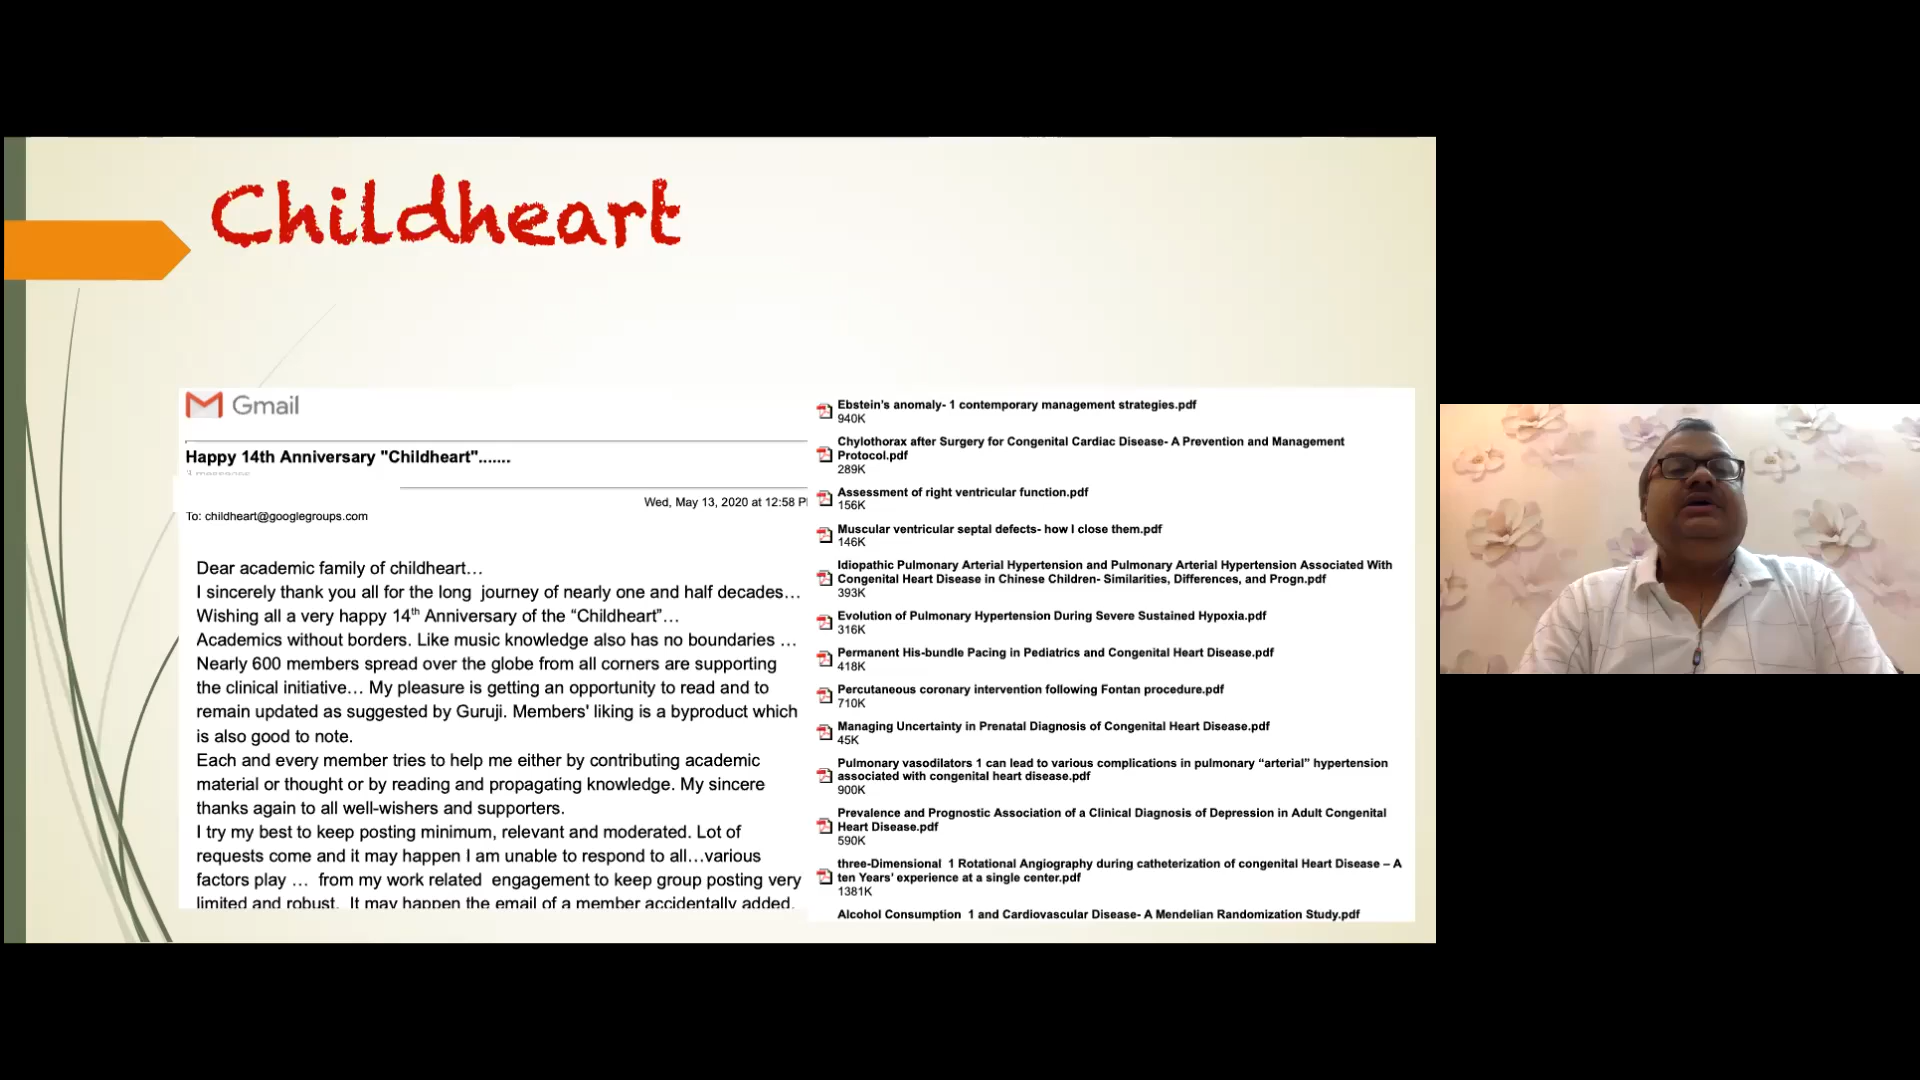 Childheart
Gmail
Happy 14th Anniversary "Childheart".......
Wed, May 13, 2020 at 12:58
To: childheart@googlegroups.com
Dear academic family of childheart…
I sincerely thank you all for the long journey of nearly one and half decades…
Wishing all a very happy 14th Anniversary of the “Childheart”…
Academics without borders. Like music knowledge also has no boundaries …
Nearly 600 members spread over the globe from all corners are supporting
the clinical initiative… My pleasure is getting an opportunity to read and to
remain updated as suggested by Guruji. Members' liking is a byproduct which
is also good to note.
Each and every member tries to help me either by contributing academic
material or thought or by reading and propagating knowledge. My sincere
thanks again to all well-wishers and supporters.
I try my best to keep posting minimum, relevant and moderated. Lot of
requests come and it may happen I am unable to respond to all…various
factors play … from my work related engagement to keep group posting very
limited and robust. It may happen the email of a member accidentally added.
Ebstein’s anomaly- 1 contemporary management strategies.pdf
940K
Chylothorax after Surgery for Congenital Cardiac Disease- A Prevention and Management
Protocol.pdf
289K
Assessment of right ventricular function.pdf
156K
Muscular ventricular septal defects- how I close them.pdf
146K
Idiopathic Pulmonary Arterial Hypertension and Pulmonary Arterial Hypertension Associated With
Congenital Heart Disease in Chinese Children- Similarities, Differences, and Progn.pdf
393K
Evolution of Pulmonary Hypertension During Severe Sustained Hypoxia.pdf
316K
Permanent His-bundle Pacing in Pediatrics and Congenital Heart Disease.pdf
418K
Percutaneous coronary intervention following Fontan procedure.pdf
710K
Managing Uncertainty in Prenatal Diagnosis of Congenital Heart Disease.pdf
45K
Pulmonary vasodilators 1 can lead to various complications in pulmonary “arterial” hypertension
associated with congenital heart disease.pdf
900K
Prevalence and Prognostic Association of a Clinical Diagnosis of Depression in Adult Congenital
Heart Disease.pdf
590K
three-Dimensional 1 Rotational Angiography during catheterization of congenital Heart Disease – A
ten Years’ experience at a single center.pdf
1381K
Alcohol Consumption 1 and Cardiovascular Disease- A Mendelian Randomization Study.pdf